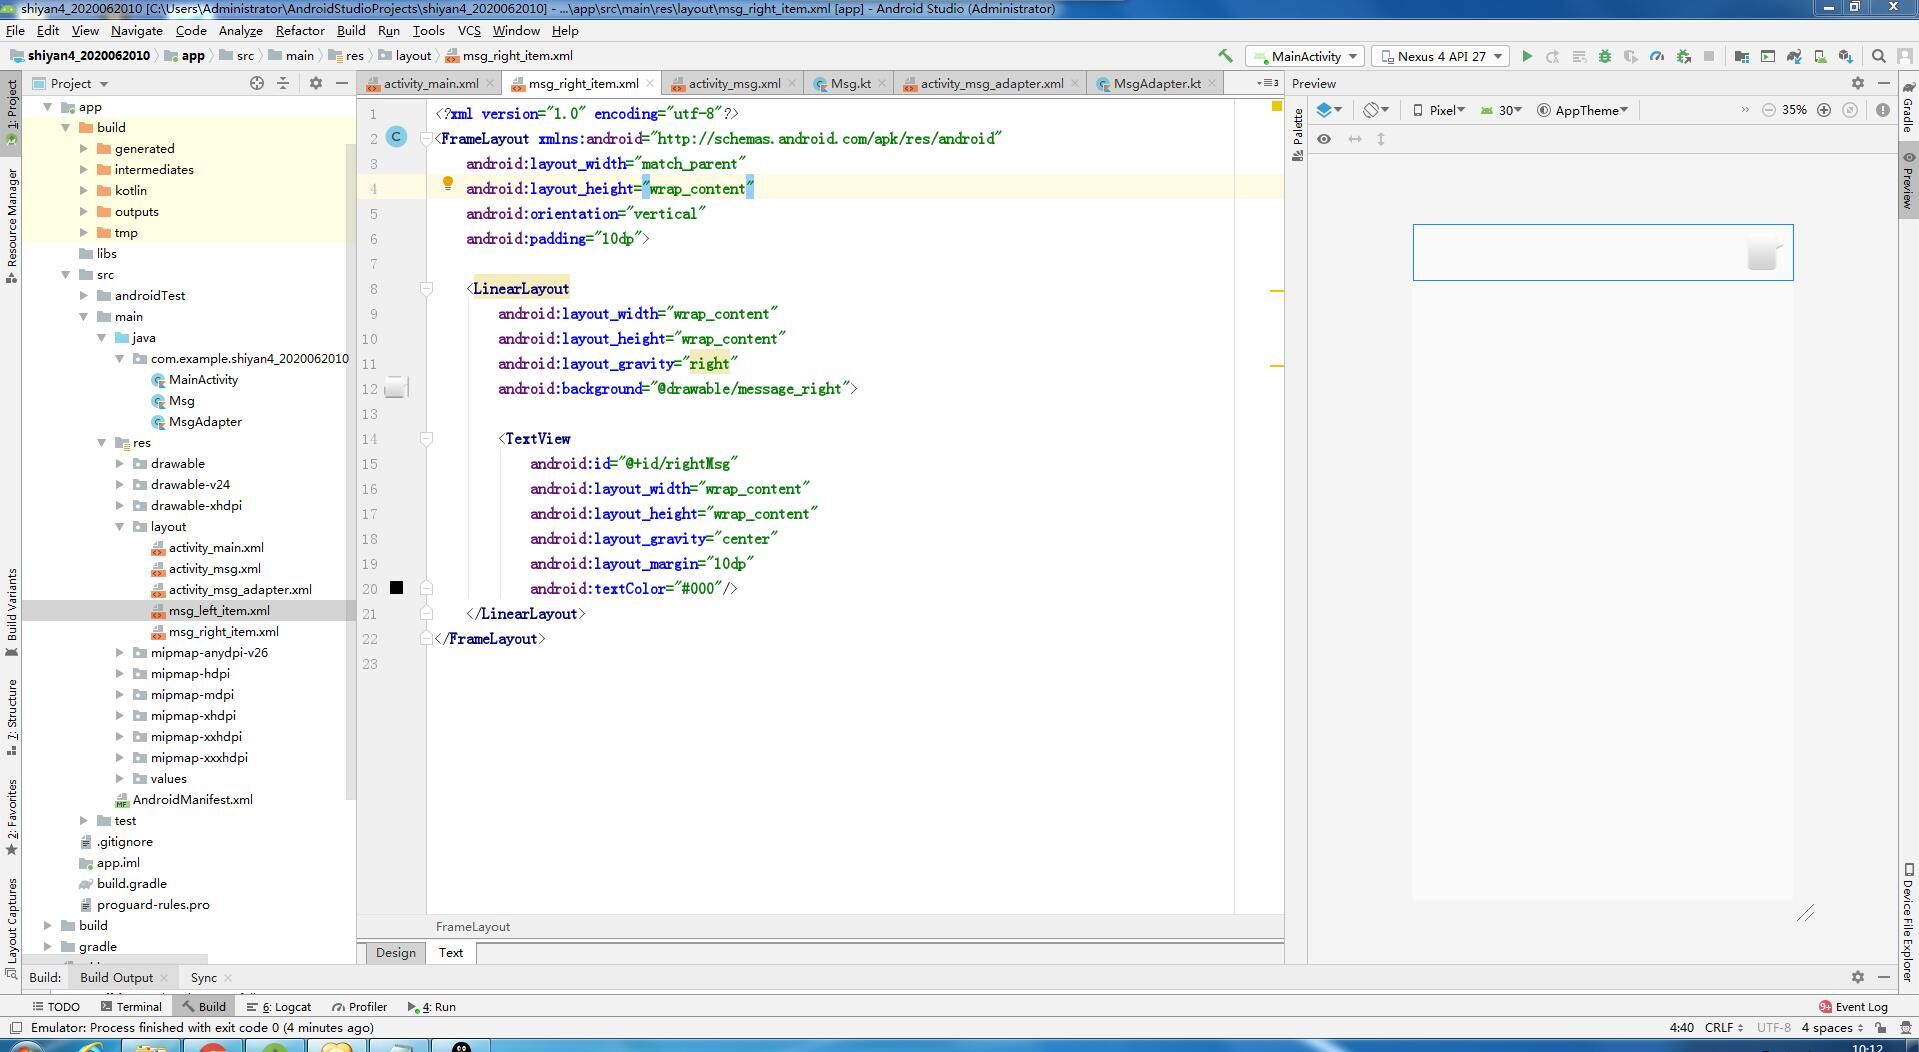 shiyan4_2020062010 [C:\Users\Administrator\AndroidStudioProjects\shiyan4_2020062010] - ...\app\src\main\res\layout\msg_right_item.xml [app] - Android Studio (Administrator)
File Edit View Navigate Code Analyze Refactor Build Run Tools VCS Window Help
shiyan4_2020062010 app src main res layout msg_right_item.xml MainActivity Nexus 4 API 27
Project activity_main.xml msg_right_item.xml activity_msg.xml Msg.kt activity_msg_adapter.xml MsgAdapter.kt Preview
1: Project
Resource Manager
Build Variants
7: Structure
2: Favorites
Layout Captures
app
build
generated
intermediates
kotlin
outputs
tmp
libs
src
androidTest
main
java
com.example.shiyan4_2020062010
MainActivity
Msg
MsgAdapter
res
drawable
drawable-v24
drawable-xhdpi
layout
activity_main.xml
activity_msg.xml
activity_msg_adapter.xml
msg_left_item.xml
msg_right_item.xml
mipmap-anydpi-v26
mipmap-hdpi
mipmap-mdpi
mipmap-xhdpi
mipmap-xxhdpi
mipmap-xxxhdpi
values
AndroidManifest.xml
test
.gitignore
app.iml
build.gradle
proguard-rules.pro
build
gradle
1 <?xml version="1.0" encoding="utf-8"?>
2 <FrameLayout xmlns:android="http://schemas.android.com/apk/res/android"
3 android:layout_width="match_parent"
4 android:layout_height="wrap_content"
5 android:orientation="vertical"
6 android:padding="10dp">
7
8 <LinearLayout
9 android:layout_width="wrap_content"
10 android:layout_height="wrap_content"
11 android:layout_gravity="right"
12 android:background="@drawable/message_right">
13
14 <TextView
15 android:id="@+id/rightMsg"
16 android:layout_width="wrap_content"
17 android:layout_height="wrap_content"
18 android:layout_gravity="center"
19 android:layout_margin="10dp"
20 android:textColor="#000"/>
21 </LinearLayout>
22 </FrameLayout>
23
FrameLayout
Design Text
Palette
Pixel 30 AppTheme 35%
Gradle
Preview
Device File Explorer
Build: Build Output Sync
TODO Terminal Build 6: Logcat Profiler 4: Run 9+ Event Log
Emulator: Process finished with exit code 0 (4 minutes ago) 4:40 CRLF UTF-8 4 spaces
10:12